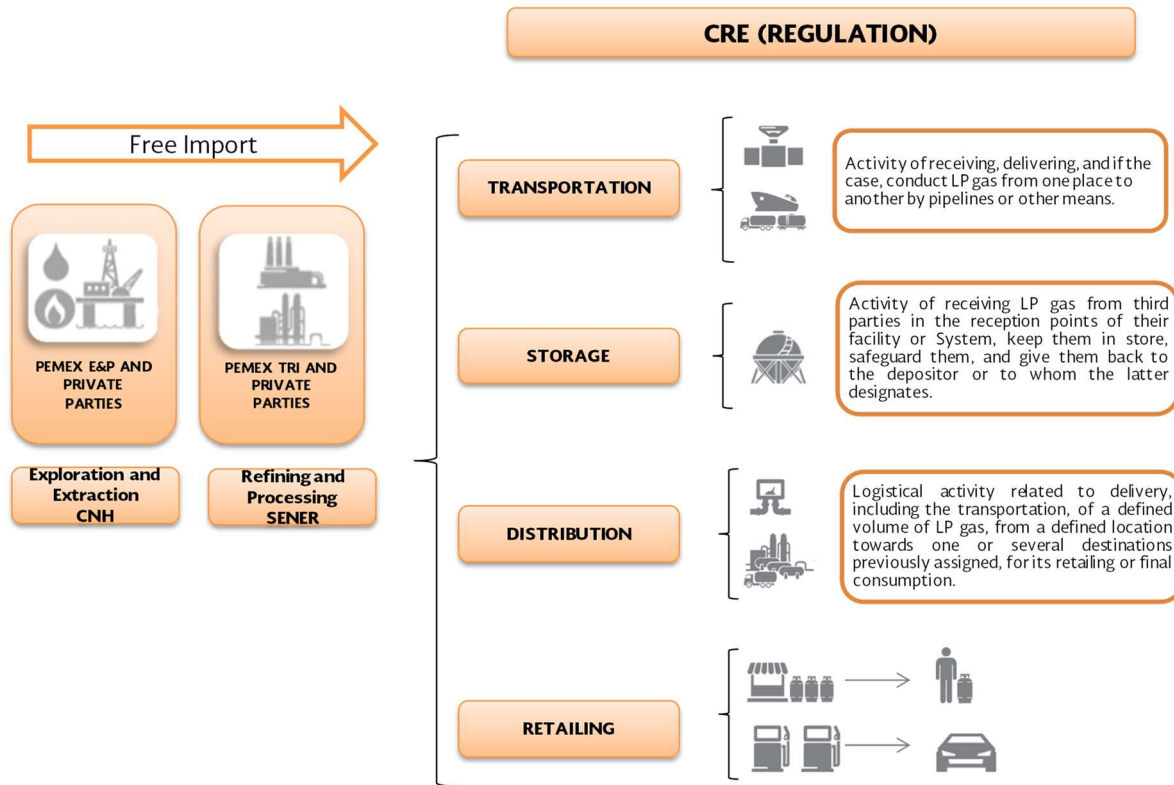 CRE (REGULATION)
Free Import
PEMEX E&P AND
PRIVATE
PARTIES
PEMEX TRI AND PRIVATE
PARTIES
Exploration and
Extraction
CNH
Refining and
Processing
SENER
TRANSPORTATION
Activity of receiving, delivering, and if the
case, conduct LP gas from one place to
another by pipelines or other means.
STORAGE
Activity of receiving LP gas from third
parties in the reception points of their
facility or System, keep them in store,
safeguard them, and give them back to
the depositor or to whom the latter
designates.
DISTRIBUTION
Logistical activity related to delivery,
including the transportation, of a defined
volume of LP gas, from a defined location
towards one or several destinations
previously assigned, for its retailing or final
consumption.
RETAILING